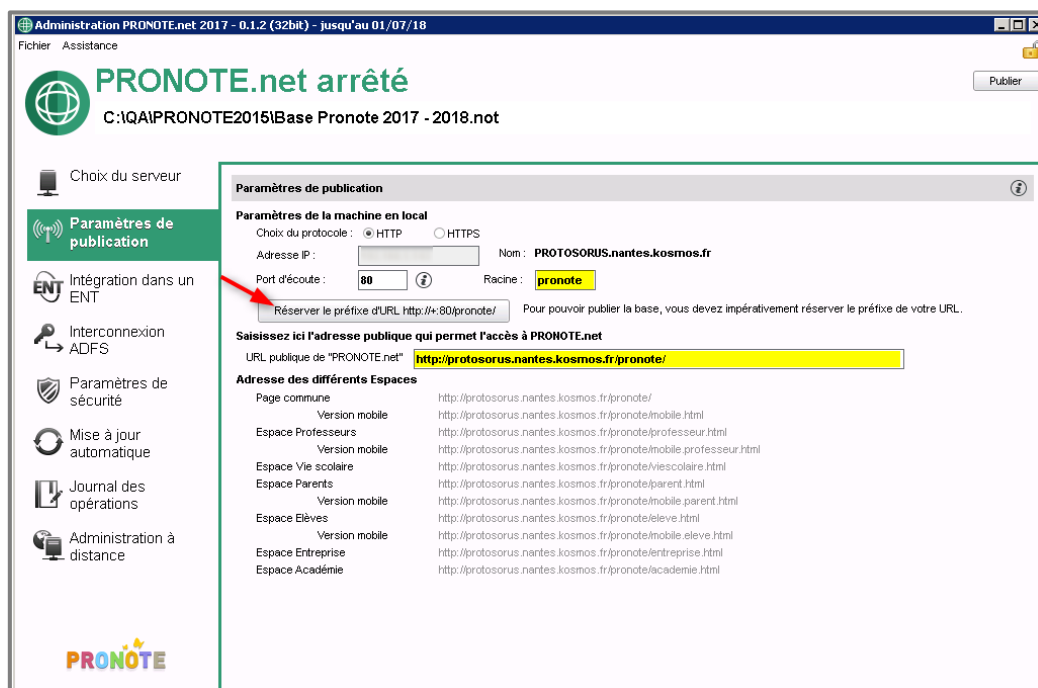 Administration PRONOTE.net 2017 - 0.1.2 (32bit) - jusqu'au 01/07/18
Fichier Assistance
PRONOTE.net arrêté
Publier
C:\QA\PRONOTE2015\Base Pronote 2017 - 2018.not
Choix du serveur
Paramètres de publication
Intégration dans un ENT
Interconnexion ADFS
Paramètres de sécurité
Mise à jour automatique
Journal des opérations
Administration à distance
ENT
PRONOTE
Paramètres de publication
Paramètres de la machine en local
Choix du protocole : HTTP HTTPS
Adresse IP : Nom : PROTOSORUS.nantes.kosmos.fr
Port d'écoute : 80 Racine : pronote
Réserver le préfixe d'URL http://+:80/pronote/ Pour pouvoir publier la base, vous devez impérativement réserver le préfixe de votre URL.
Saisissez ici l'adresse publique qui permet l'accès à PRONOTE.net
URL publique de "PRONOTE.net" http://protosorus.nantes.kosmos.fr/pronote/
Adresse des différents Espaces
Page commune http://protosorus.nantes.kosmos.fr/pronote/
Version mobile http://protosorus.nantes.kosmos.fr/pronote/mobile.html
Espace Professeurs http://protosorus.nantes.kosmos.fr/pronote/professeur.html
Version mobile http://protosorus.nantes.kosmos.fr/pronote/mobile.professeur.html
Espace Vie scolaire http://protosorus.nantes.kosmos.fr/pronote/viescolaire.html
Espace Parents http://protosorus.nantes.kosmos.fr/pronote/parent.html
Version mobile http://protosorus.nantes.kosmos.fr/pronote/mobile.parent.html
Espace Elèves http://protosorus.nantes.kosmos.fr/pronote/eleve.html
Version mobile http://protosorus.nantes.kosmos.fr/pronote/mobile.eleve.html
Espace Entreprise http://protosorus.nantes.kosmos.fr/pronote/entreprise.html
Espace Académie http://protosorus.nantes.kosmos.fr/pronote/academie.html